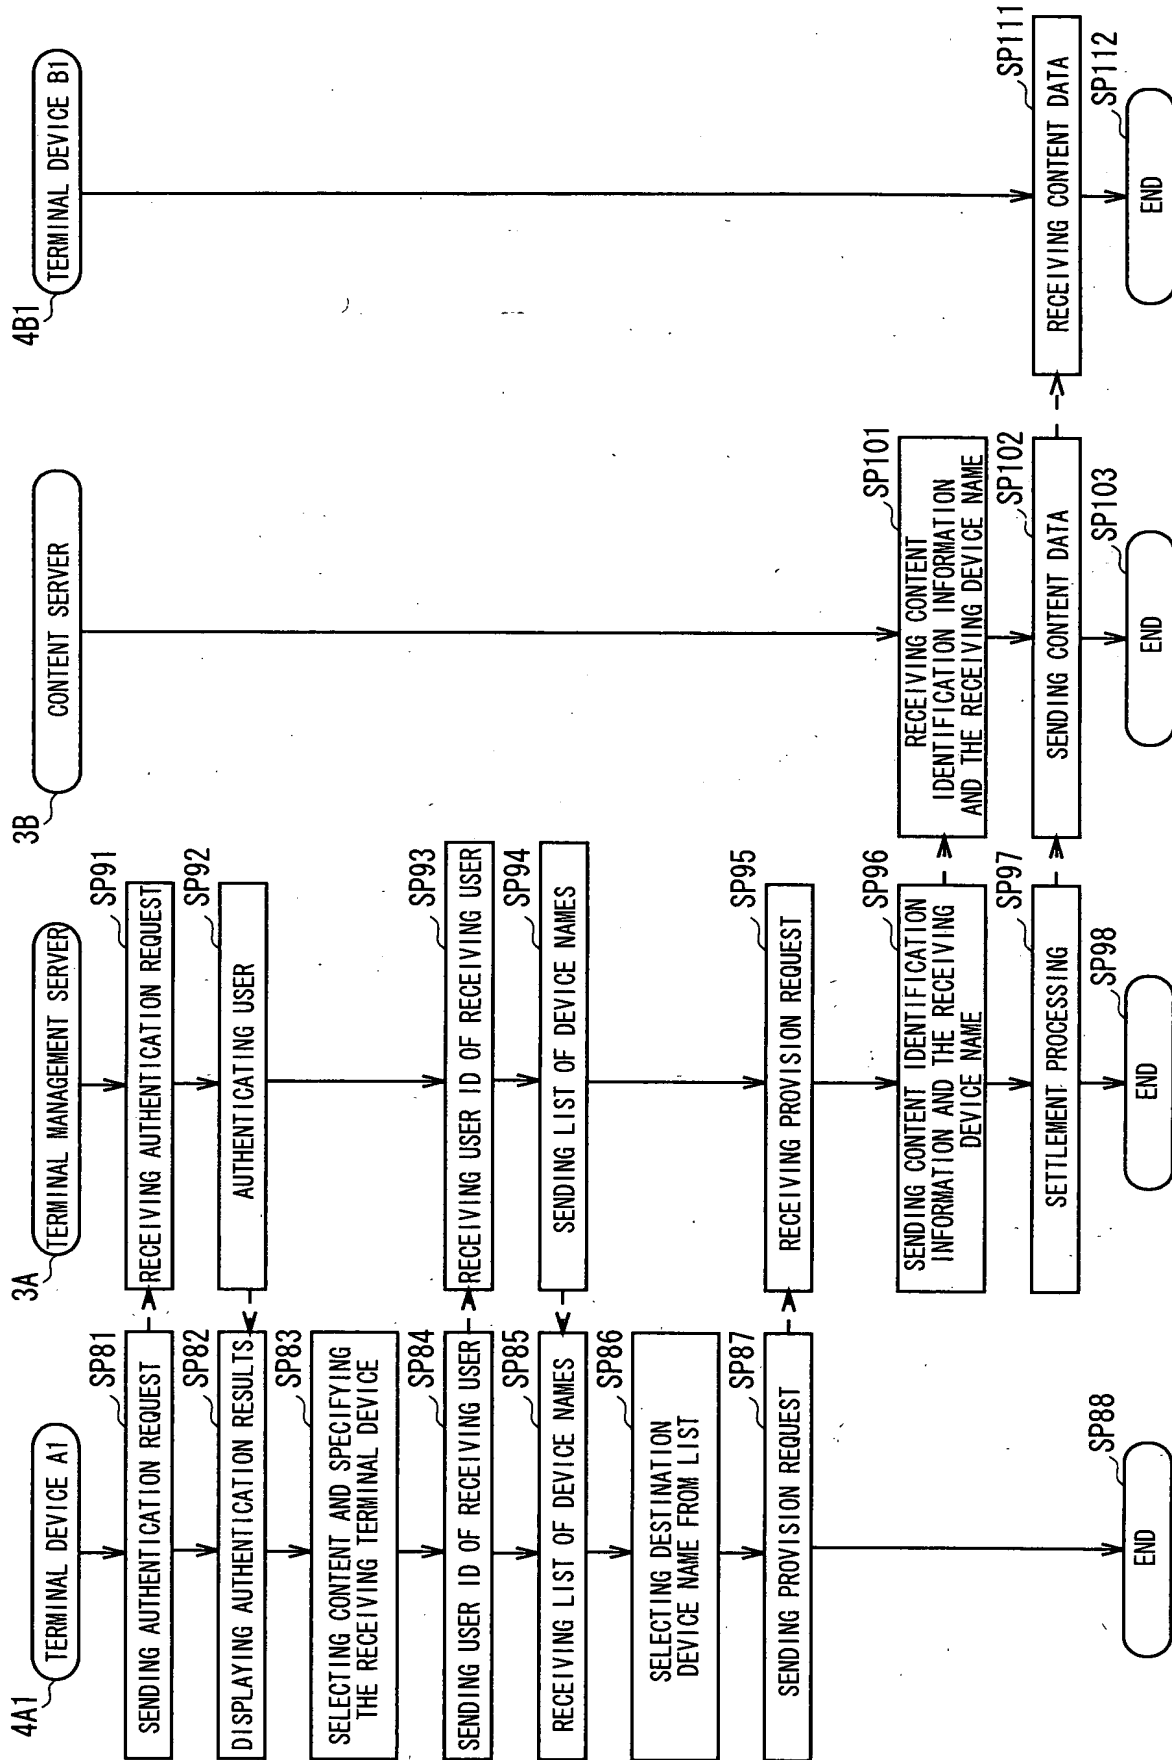 4A1
TERMINAL DEVICE A1
SP81
SENDING AUTHENTICATION REQUEST
SP82
DISPLAYING AUTHENTICATION RESULTS
SP83
SELECTING CONTENT AND SPECIFYING
THE RECEIVING TERMINAL DEVICE
SP84
SENDING USER ID OF RECEIVING USER
SP85
RECEIVING LIST OF DEVICE NAMES
SP86
SELECTING DESTINATION
DEVICE NAME FROM LIST
SP87
SENDING PROVISION REQUEST
SP88
END
3A
TERMINAL MANAGEMENT SERVER
SP91
RECEIVING AUTHENTICATION REQUEST
SP92
AUTHENTICATING USER
SP93
RECEIVING USER ID OF RECEIVING USER
SP94
SENDING LIST OF DEVICE NAMES
SP95
RECEIVING PROVISION REQUEST
SP96
SENDING CONTENT IDENTIFICATION
INFORMATION AND THE RECEIVING
DEVICE NAME
SP97
SETTLEMENT PROCESSING
SP98
END
3B
CONTENT SERVER
SP101
RECEIVING CONTENT
IDENTIFICATION INFORMATION
AND THE RECEIVING DEVICE NAME
SP102
SENDING CONTENT DATA
SP103
END
4B1
TERMINAL DEVICE B1
SP111
RECEIVING CONTENT DATA
SP112
END